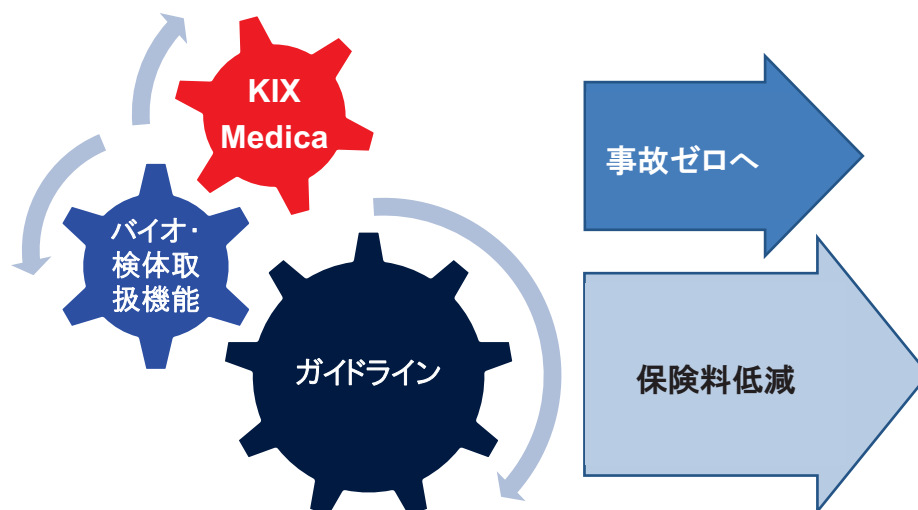 KIX
Medica
バイオ・
検体取
扱機能
ガイドライン
事故ゼロへ
保険料低減